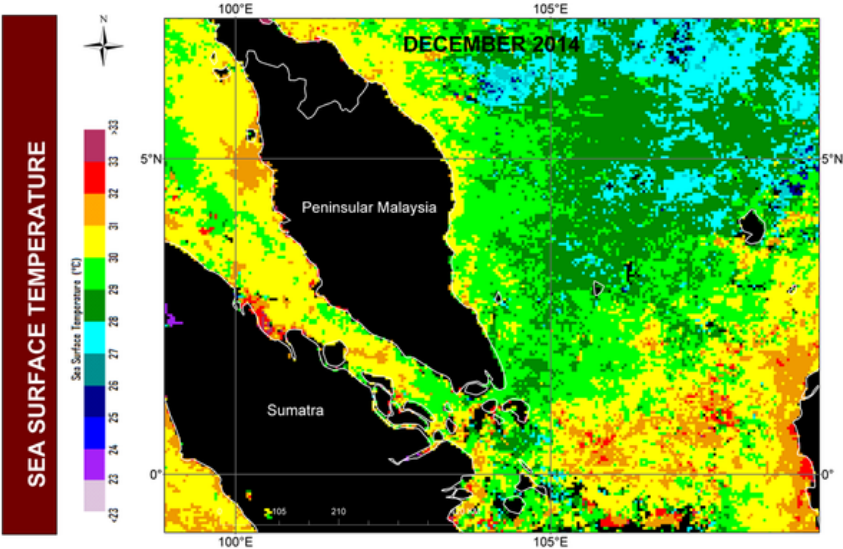 SEA SURFACE TEMPERATURE
N
Sea Surface Temperature (°C)
>33
33
32
31
30
29
28
27
26
25
24
23
<23
100°E
105°E
DECEMBER 2014
5°N
5°N
Peninsular Malaysia
Sumatra
0°
0°
105
210
100°E
105°E